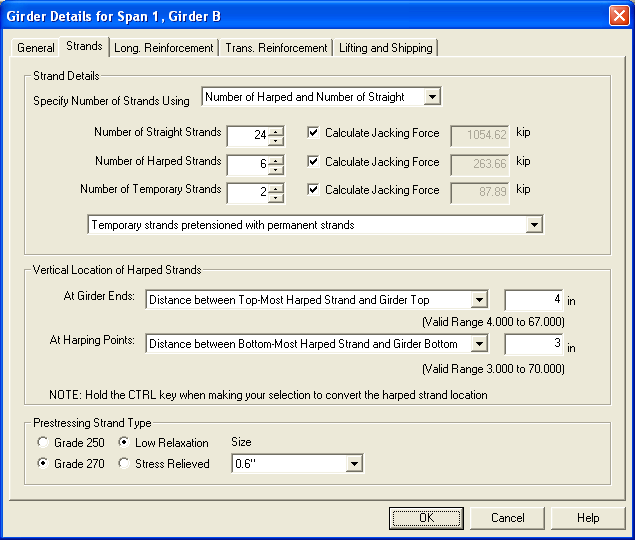 Girder Details for Span 1, Girder B
General Strands Long. Reinforcement Trans. Reinforcement Lifting and Shipping
Strand Details
Specify Number of Strands Using Number of Harped and Number of Straight
Number of Straight Strands 24 Calculate Jacking Force 1054.62 kip
Number of Harped Strands 6 Calculate Jacking Force 263.66 kip
Number of Temporary Strands 2 Calculate Jacking Force 87.89 kip
Temporary strands pretensioned with permanent strands
Vertical Location of Harped Strands
At Girder Ends: Distance between Top-Most Harped Strand and Girder Top 4 in
(Valid Range 4.000 to 67.000)
At Harping Points: Distance between Bottom-Most Harped Strand and Girder Bottom 3 in
(Valid Range 3.000 to 70.000)
NOTE: Hold the CTRL key when making your selection to convert the harped strand location
Prestressing Strand Type
Grade 250 Low Relaxation Size
Grade 270 Stress Relieved 0.6"
OK Cancel Help